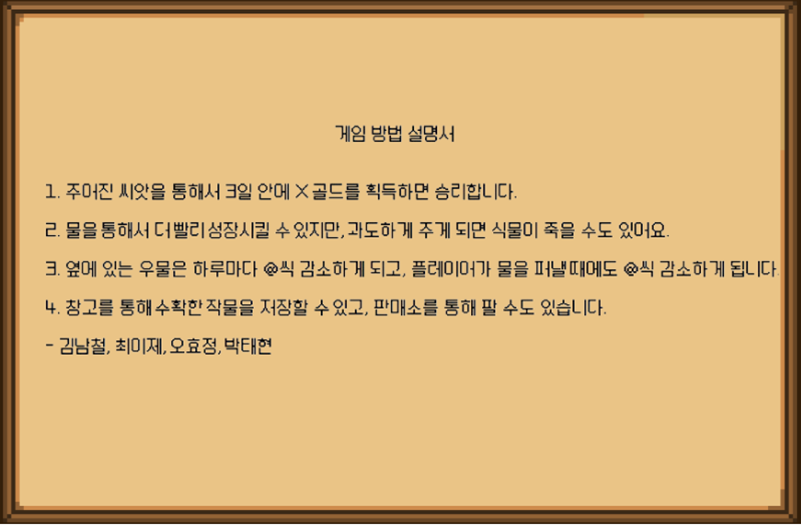 게임 방법 설명서
1. 주어진 씨앗을 통해서 3일 안에 X 골드를 획득하면 승리합니다.
2. 물을 통해서 더 빨리 성장시킬 수 있지만, 과도하게 주게 되면 식물이 죽을 수도 있어요.
3. 옆에 있는 우물은 하루마다 @씩 감소하게 되고, 플레이어가 물을 퍼낼 때에도 @씩 감소하게 됩니다.
4. 창고를 통해 수확한 작물을 저장할 수 있고, 판매소를 통해 팔 수도 있습니다.
- 김남철, 최이제, 오효정, 박태현